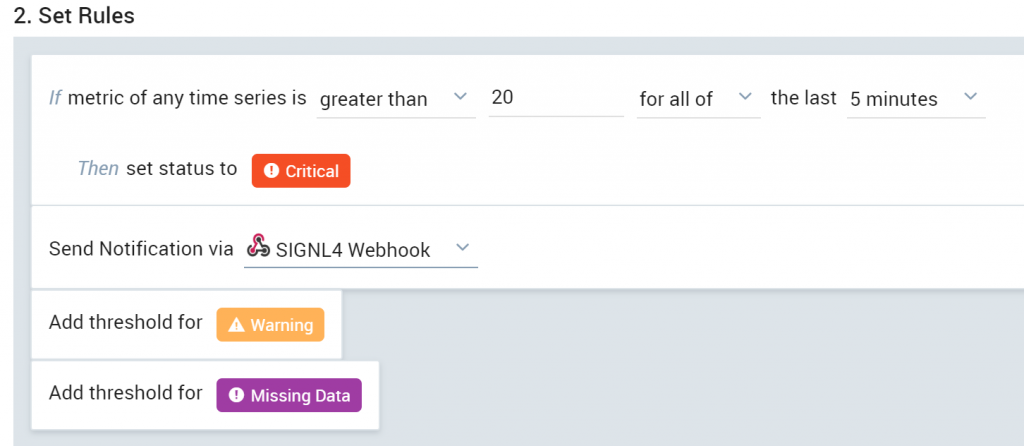 2. Set Rules
If metric of any time series is greater than 20 for all of the last 5 minutes
Then set status to Critical
Send Notification via SIGNL4 Webhook
Add threshold for Warning
Add threshold for Missing Data